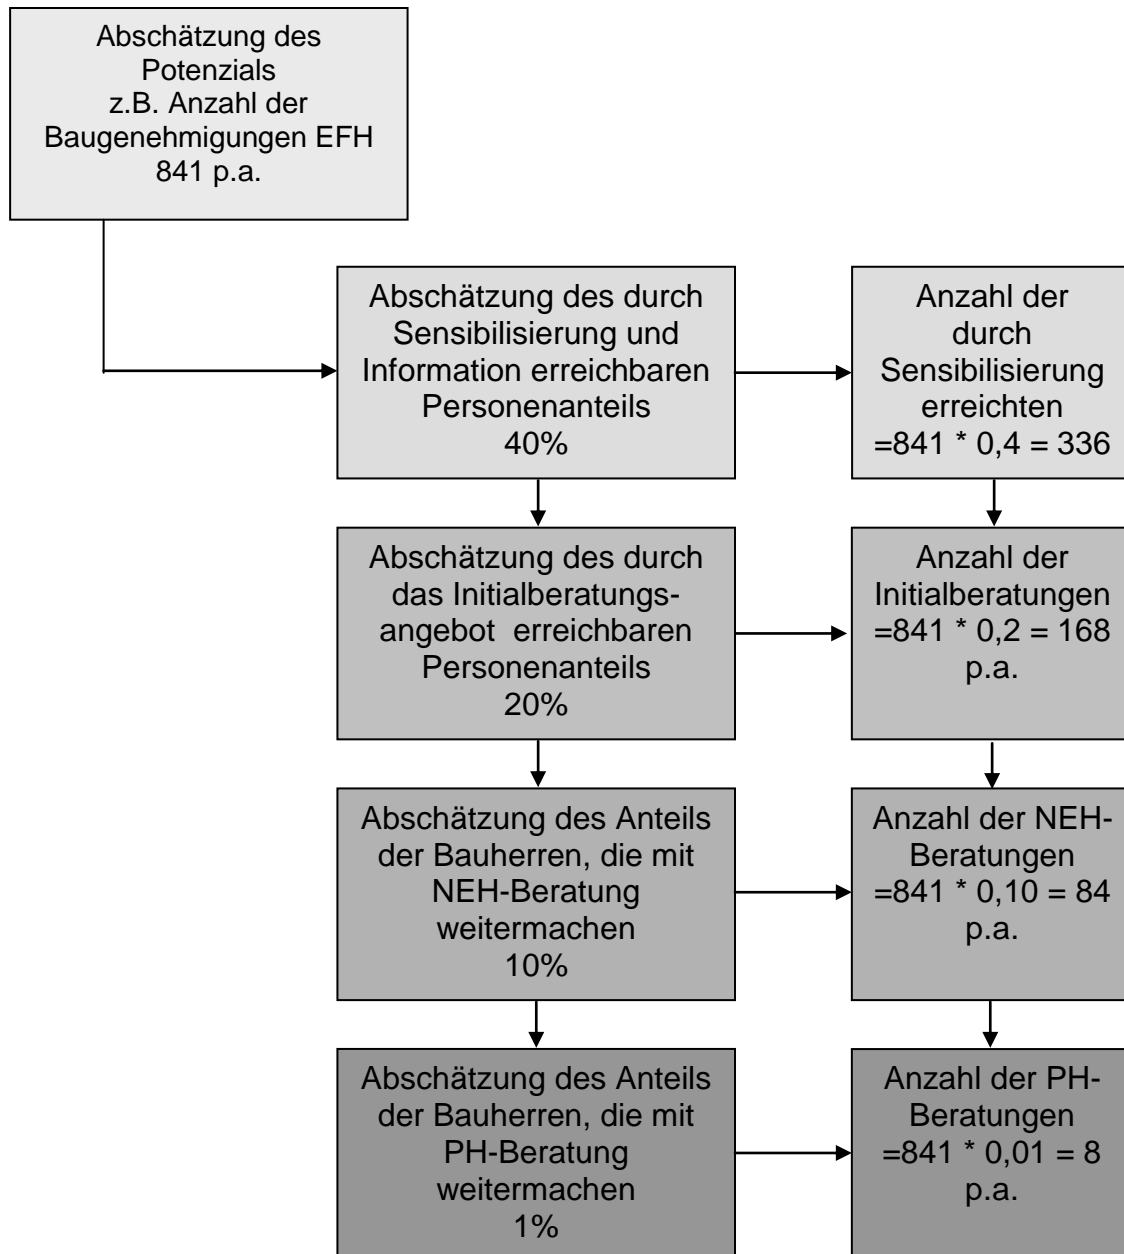 Abschätzung des
Potenzials
z.B. Anzahl der
Baugenehmigungen EFH
841 p.a.
Abschätzung des durch
Sensibilisierung und
Information erreichbaren
Personenanteils
40%
Anzahl der
durch
Sensibilisierung
erreichten
=841 * 0,4 = 336
Abschätzung des durch
das Initialberatungs-
angebot erreichbaren
Personenanteils
20%
Anzahl der
Initialberatungen
=841 * 0,2 = 168
p.a.
Abschätzung des Anteils
der Bauherren, die mit
NEH-Beratung
weitermachen
10%
Anzahl der NEH-
Beratungen
=841 * 0,10 = 84
p.a.
Abschätzung des Anteils
der Bauherren, die mit
PH-Beratung
weitermachen
1%
Anzahl der PH-
Beratungen
=841 * 0,01 = 8
p.a.